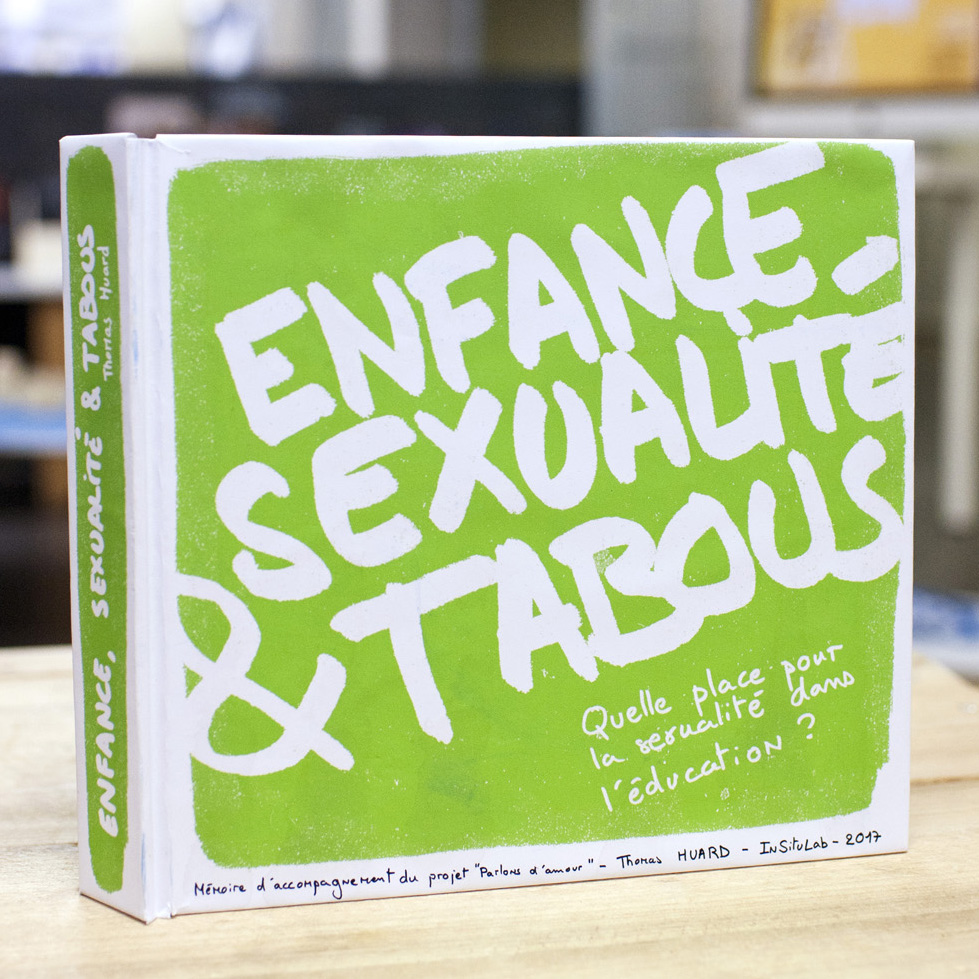 ENFANCE, SEXUALITÉ & TABOUS
Thomas Huard
ENFANCE,
SEXUALITÉ
& TABOUS
Quelle place pour
la sexualité dans
l'éducation ?
Mémoire d'accompagnement du projet "Parlons d'amour" - Thomas HUARD - InSituLab - 2017